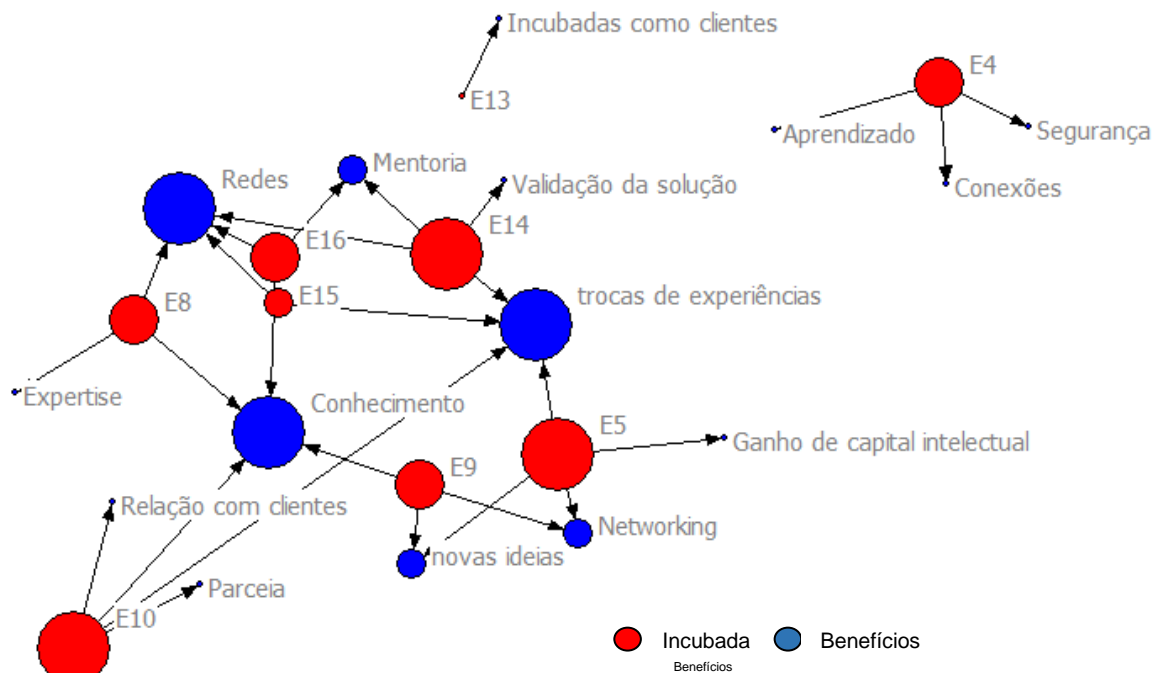 Incubadas como clientes
E13
E4
Aprendizado
Segurança
Conexões
Mentoria
Redes
Validação da solução
E14
E16
E15
E8
trocas de experiências
Expertise
Conhecimento
E5
Ganho de capital intelectual
E9
Relação com clientes
Networking
novas ideias
Parceia
E10
Incubada
Benefícios
Benefícios